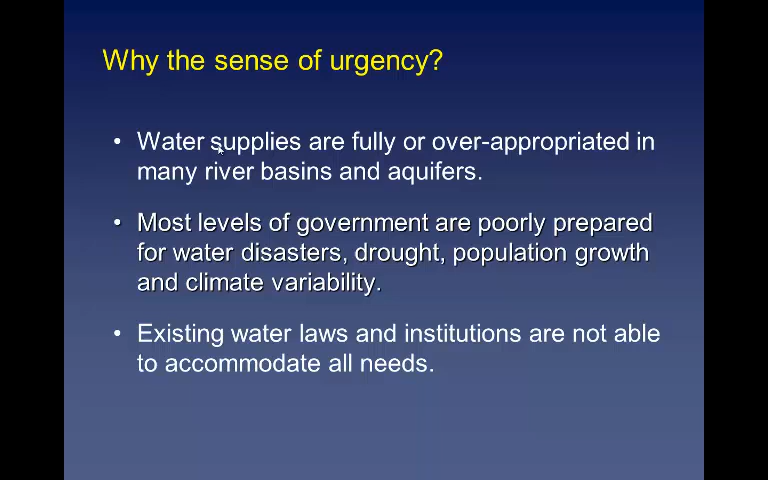 Why the sense of urgency?
• Water supplies are fully or over-appropriated in
many river basins and aquifers.
• Most levels of government are poorly prepared
for water disasters, drought, population growth
and climate variability.
• Existing water laws and institutions are not able
to accommodate all needs.